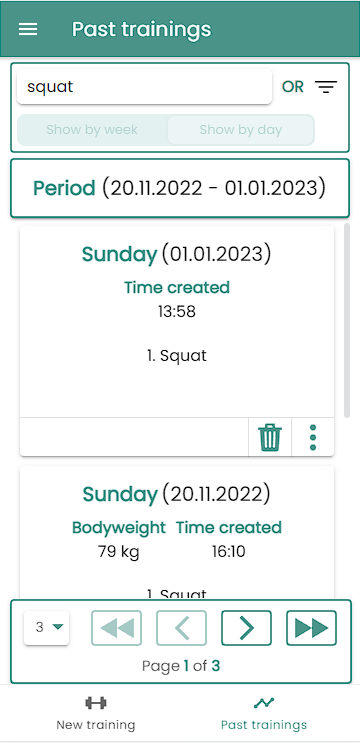 Past trainings
squat OR
Show by week Show by day
Period (20.11.2022 - 01.01.2023)
Sunday (01.01.2023)
Time created
13:58
1. Squat
Sunday (20.11.2022)
Bodyweight Time created
79 kg 16:10
1. Squat
3
Page 1 of 3
New training Past trainings